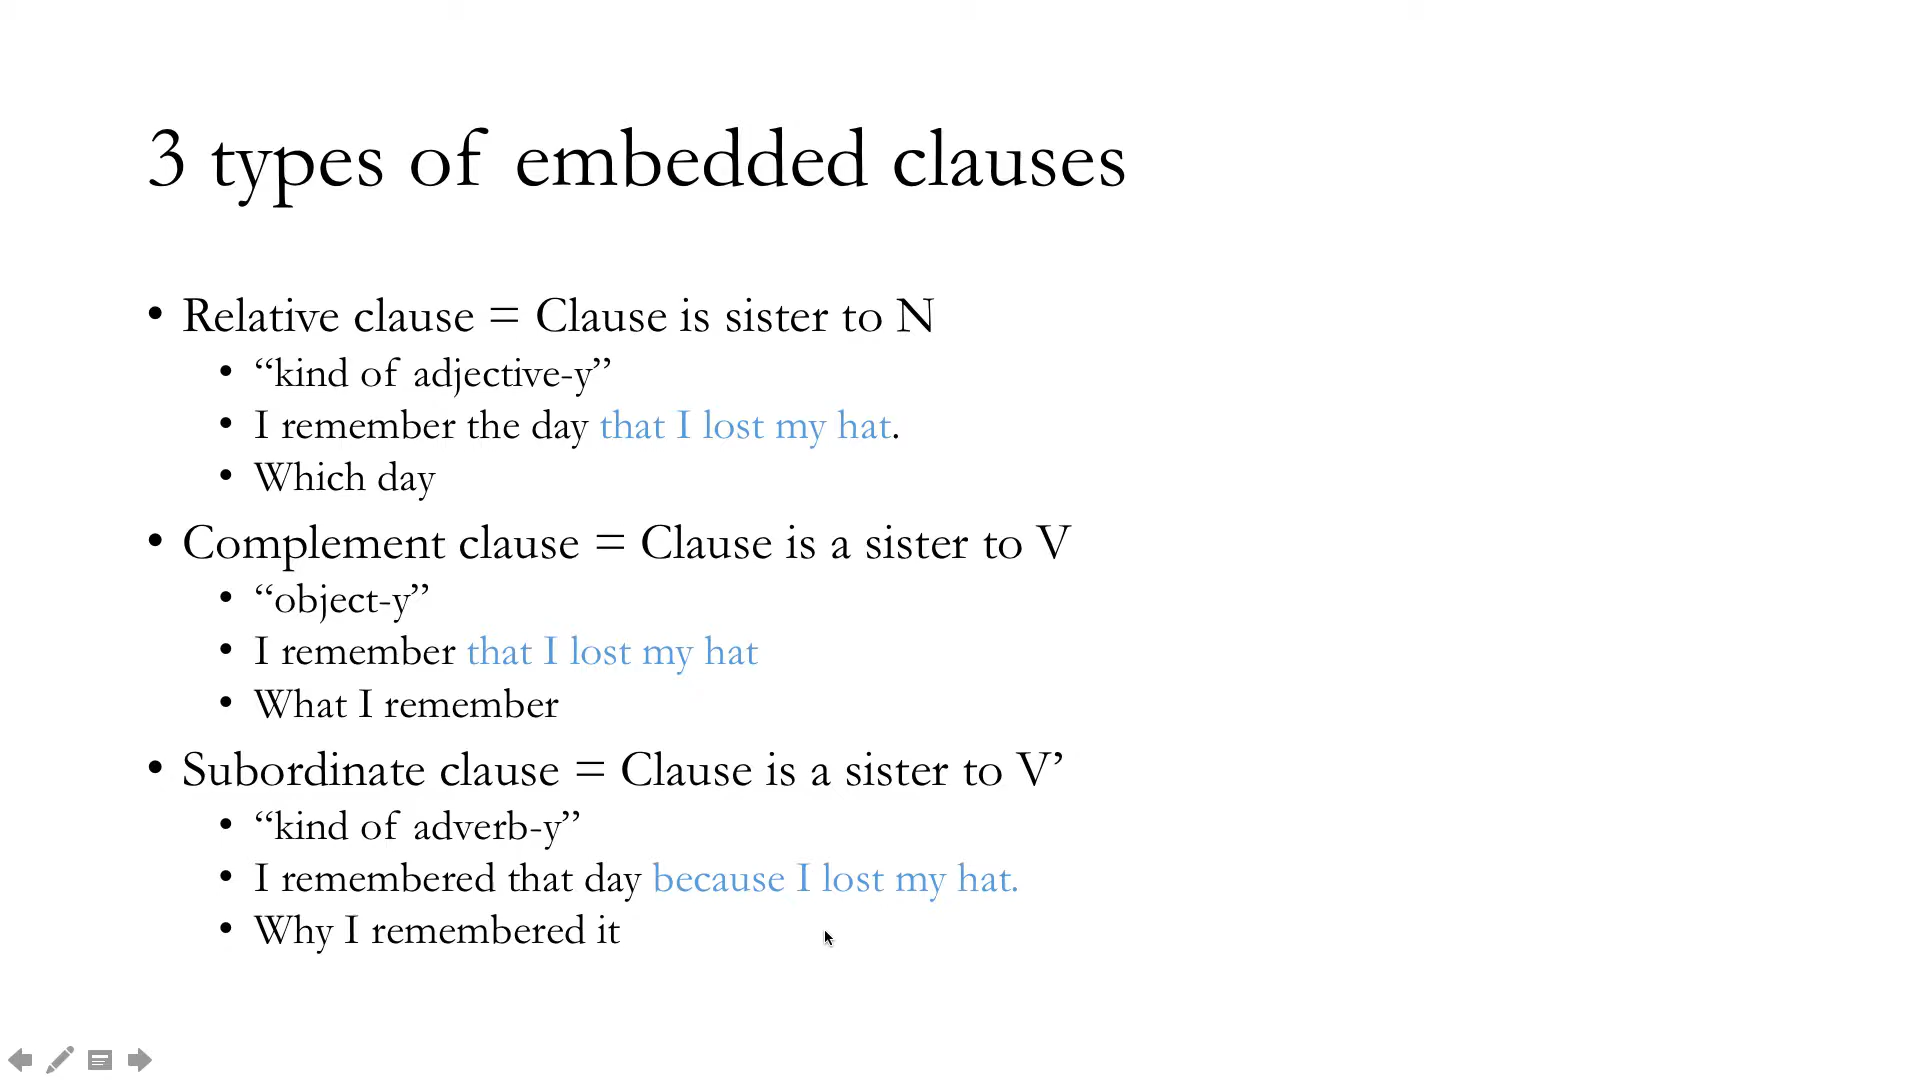 3 types of embedded clauses
• Relative clause = Clause is sister to N
• “kind of adjective-y”
• I remember the day that I lost my hat.
• Which day
• Complement clause = Clause is a sister to V
• “object-y”
• I remember that I lost my hat
• What I remember
• Subordinate clause = Clause is a sister to V’
• “kind of adverb-y”
• I remembered that day because I lost my hat.
• Why I remembered it